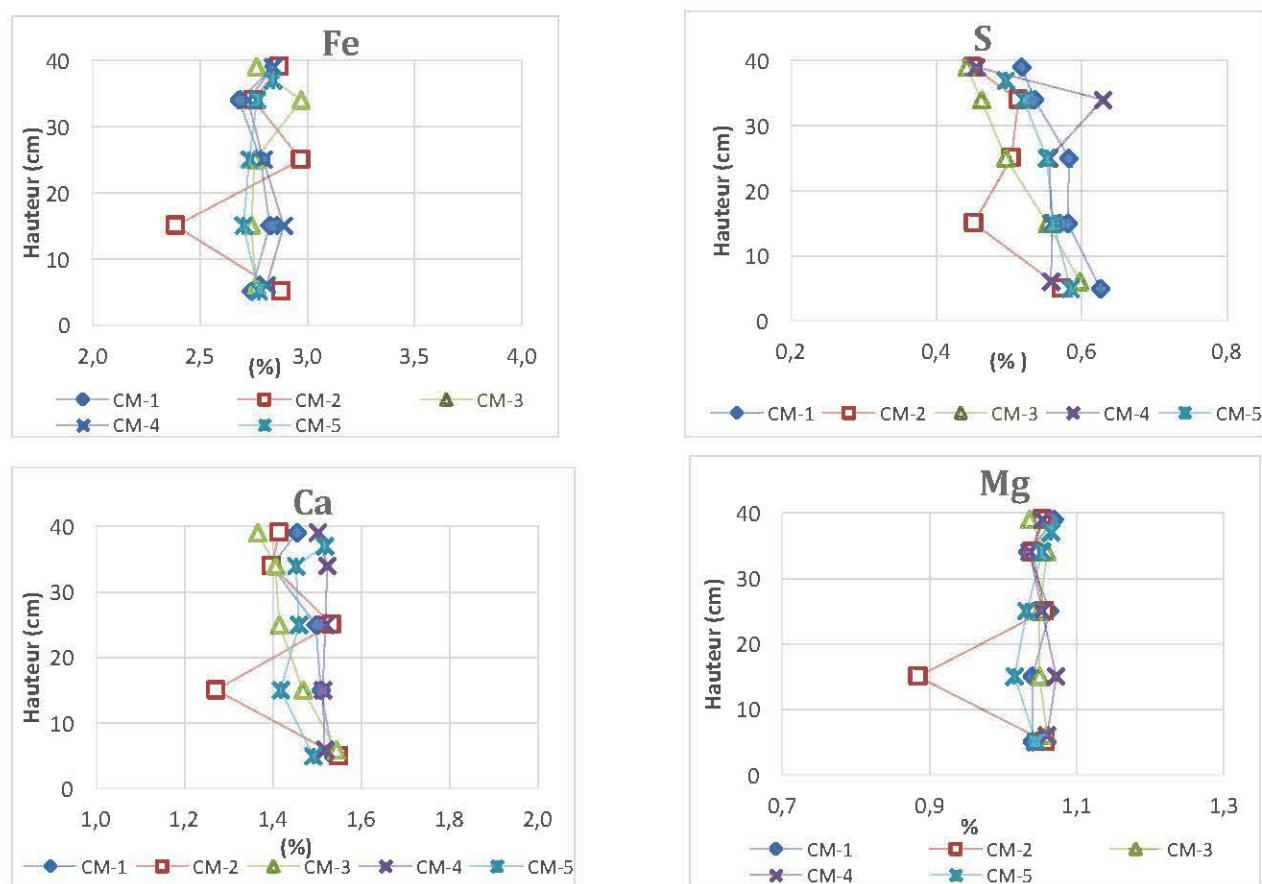 Fe
Hauteur (cm)
40
30
20
10
0
2,0 2,5 3,0 3,5 4,0
(%)
CM-1 CM-2 CM-3
CM-4 CM-5
S
Hauteur (cm)
40
30
20
10
0
0,2 0,4 0,6 0,8
(% )
CM-1 CM-2 CM-3 CM-4 CM-5
Ca
Hauteur (cm)
40
30
20
10
0
1,0 1,2 1,4 1,6 1,8 2,0
(%)
CM-1 CM-2 CM-3 CM-4 CM-5
Mg
Hauteur (cm)
40
30
20
10
0
0,7 0,9 1,1 1,3
%
CM-1 CM-2 CM-3
CM-4 CM-5